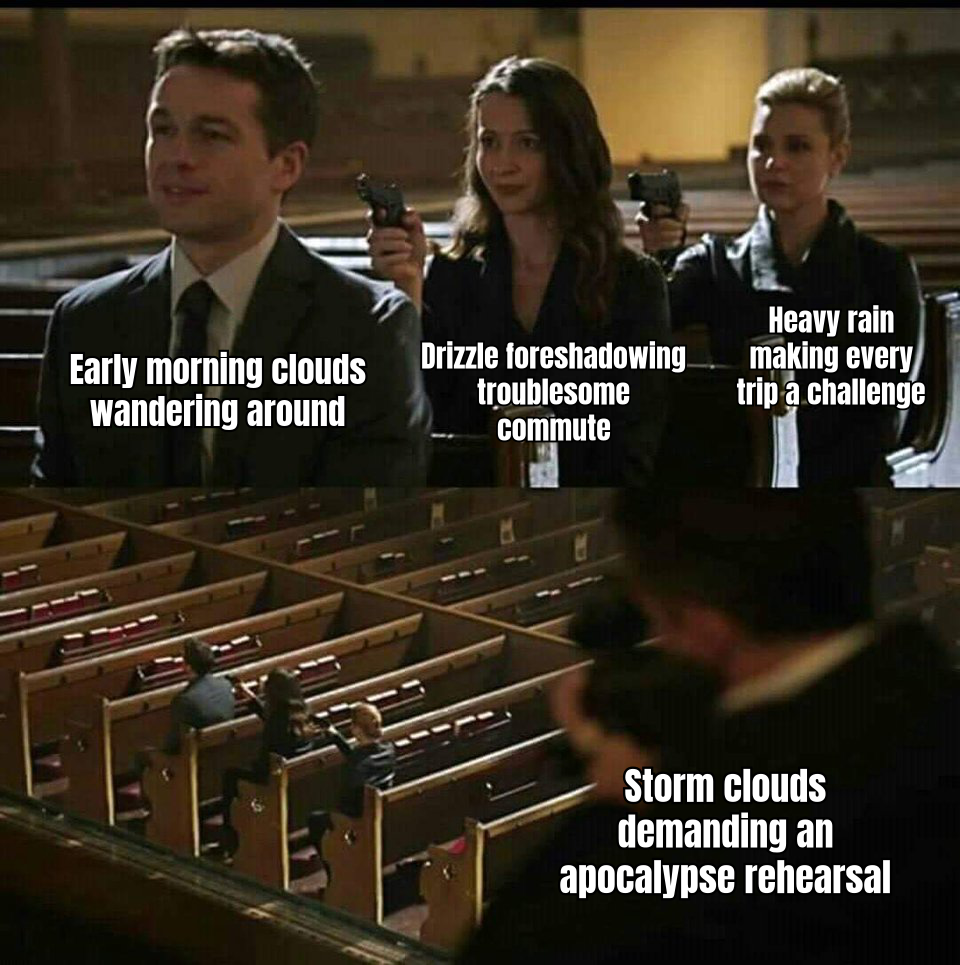 Early morning clouds
wandering around
Drizzle foreshadowing
troublesome
commute
Heavy rain
making every
trip a challenge
Storm clouds
demanding an
apocalypse rehearsal